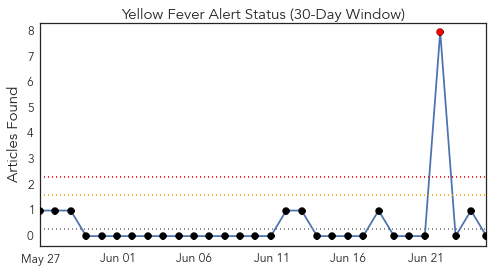 Yellow Fever Alert Status (30-Day Window)
Articles Found
8
7
6
5
4
3
2
1
0
May 27
Jun 01
Jun 06
Jun 11
Jun 16
Jun 21